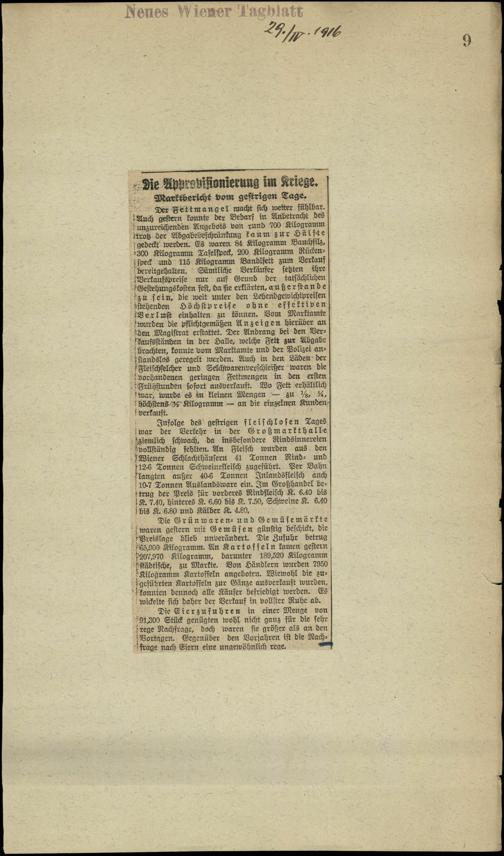 Neues Wiener Tagblatt
29./IV. 1916
9
Die Approvisionierung im Kriege.
Marktbericht vom gestrigen Tage.
Der Fettmangel macht sich weiter fühlbar.
Auch gestern konnte der Bedarf in Anbetracht des
unzureichenden Angebots von rund 700 Kilogramm
trotz der Abgabebeschränkung kaum zur Hälfte
gedeckt werden. Es waren 84 Kilogramm Bauchfilz,
300 Kilogramm Tafelspeck, 200 Kilogramm Rücken-
speck und 115 Kilogramm Bandlfett zum Verkauf
bereitgehalten. Sämtliche Verkäufer setzten ihre
Verkaufspreise nur auf Grund der tatsächlichen
Gestehungskosten fest, da sie erklärten, außerstande
zu sein, die weit unter den Lebendgewichtpreisen
stehenden Höchstpreise ohne effektiven
Verlust einhalten zu können. Vom Marktamte
wurden die pflichtgemäßen Anzeigen hierüber an
den Magistrat erstattet. Der Andrang bei den Ver-
kaufsständen in der Halle, welche Fett zur Abgabe
brachten, konnte vom Marktamte und der Polizei an-
standslos geregelt werden. Auch in den Läden der
Fleischselcher und Selchwarenverschleißer waren die
vorhandenen geringen Fettmengen in den ersten
Frühstunden sofort ausverkauft. Wo Fett erhältlich
war, wurde es in kleinen Mengen — zu ⅛, ¼,
höchstens ½ Kilogramm — an die einzelnen Kunden
verkauft.
Infolge des gestrigen fleischlosen Tages
war der Verkehr in der Großmarkthalle
ziemlich schwach, da insbesondere Rindsinnereien
vollständig fehlten. An Fleisch wurden aus den
Wiener Schlachthäusern 41 Tonnen Rind- und
12·6 Tonnen Schweinefleisch zugeführt. Per Bahn
langten außer 40·6 Tonnen Inlandsfleisch auch
10·7 Tonnen Auslandsware ein. Im Großhandel be-
trug der Preis für vorderes Rindfleisch K. 6.40 bis
K. 7.40, hinteres K. 6.60 bis K. 7.50, Schweine K. 6.40
bis K. 6.80 und Kälber K. 4.80.
Die Grünwaren- und Gemüsemärkte
waren gestern mit Gemüsen günstig beschickt, die
Preislage blieb unverändert. Die Zufuhr betrug
65,000 Kilogramm. An Kartoffeln kamen gestern
207,970 Kilogramm, darunter 189,520 Kilogramm
städtische, zu Markte. Von Händlern wurden 7950
Kilogramm Kartoffeln angeboten. Wiewohl die zu-
geführten Kartoffeln zur Gänze ausverkauft wurden,
konnten dennoch alle Käufer befriedigt werden. Es
wickelte sich daher der Verkauf in vollster Ruhe ab.
Die Eierzufuhren in einer Menge von
91,300 Stück genügten wohl nicht ganz für die sehr
rege Nachfrage, doch waren sie größer als an den
Vortagen. Gegenüber den Vorjahren ist die Nach-
frage nach Eiern eine ungewöhnlich rege.